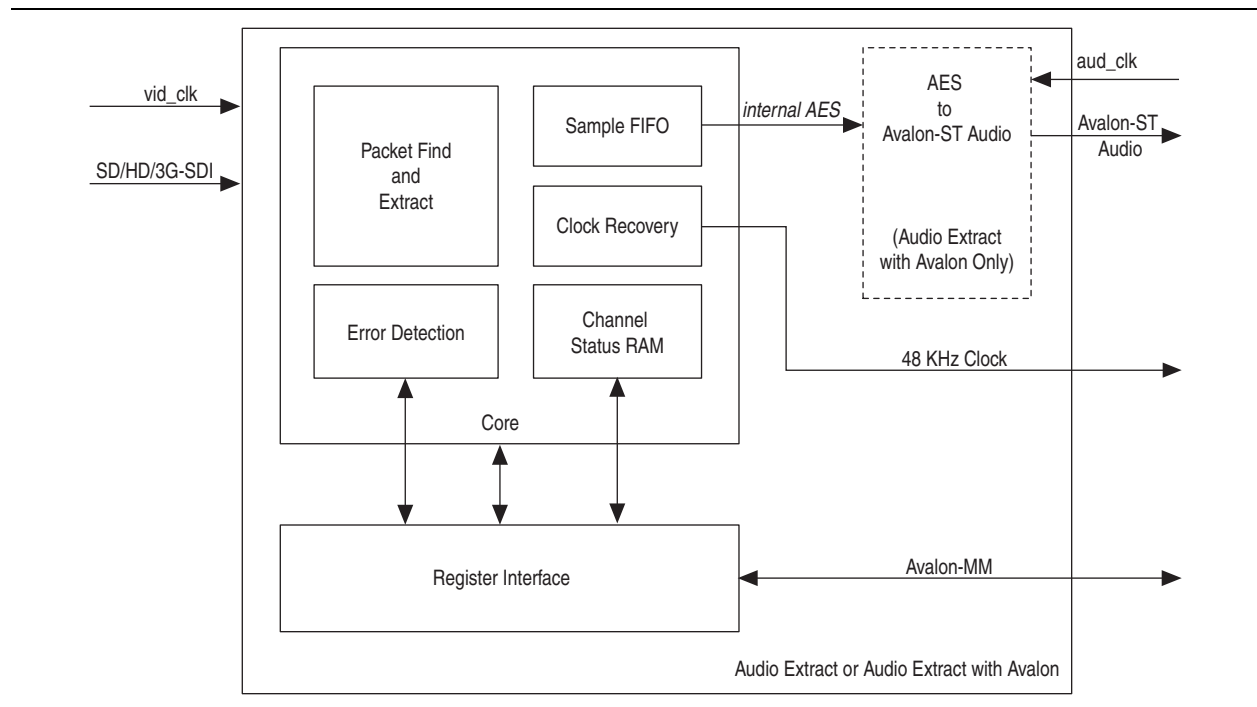 vid_clk
SD/HD/3G-SDI
Packet Find
and
Extract
Sample FIFO
Clock Recovery
Error Detection
Channel
Status RAM
Core
internal AES
AES
to
Avalon-ST Audio
(Audio Extract
with Avalon Only)
aud_clk
Avalon-ST
Audio
48 KHz Clock
Register Interface
Avalon-MM
Audio Extract or Audio Extract with Avalon